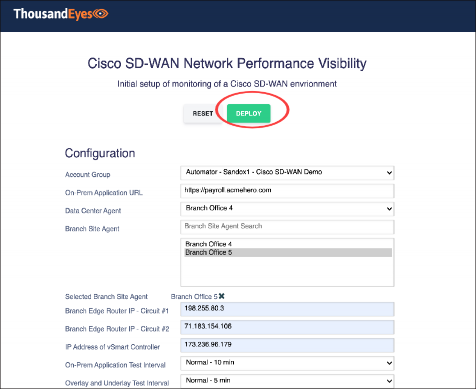 ThousandEyes
Cisco SD-WAN Network Performance Visibility
Initial setup of monitoring of a Cisco SD-WAN envrionment
RESET DEPLOY
Configuration
Account Group Automator - Sandox1 - Cisco SD-WAN Demo
On-Prem Application URL https://payroll.acmehero.com
Data Center Agent Branch Office 4
Branch Site Agent Branch Site Agent Search
Branch Office 4
Branch Office 5
Selected Branch Site Agent Branch Office 5 ✖
Branch Edge Router IP - Circuit #1 198.255.80.3
Branch Edge Router IP - Circuit #2 71.183.154.106
IP Address of vSmart Controller 173.236.96.179
On-Prem Application Test Interval Normal - 10 min
Overlay and Underlay Test Interval Normal - 5 min